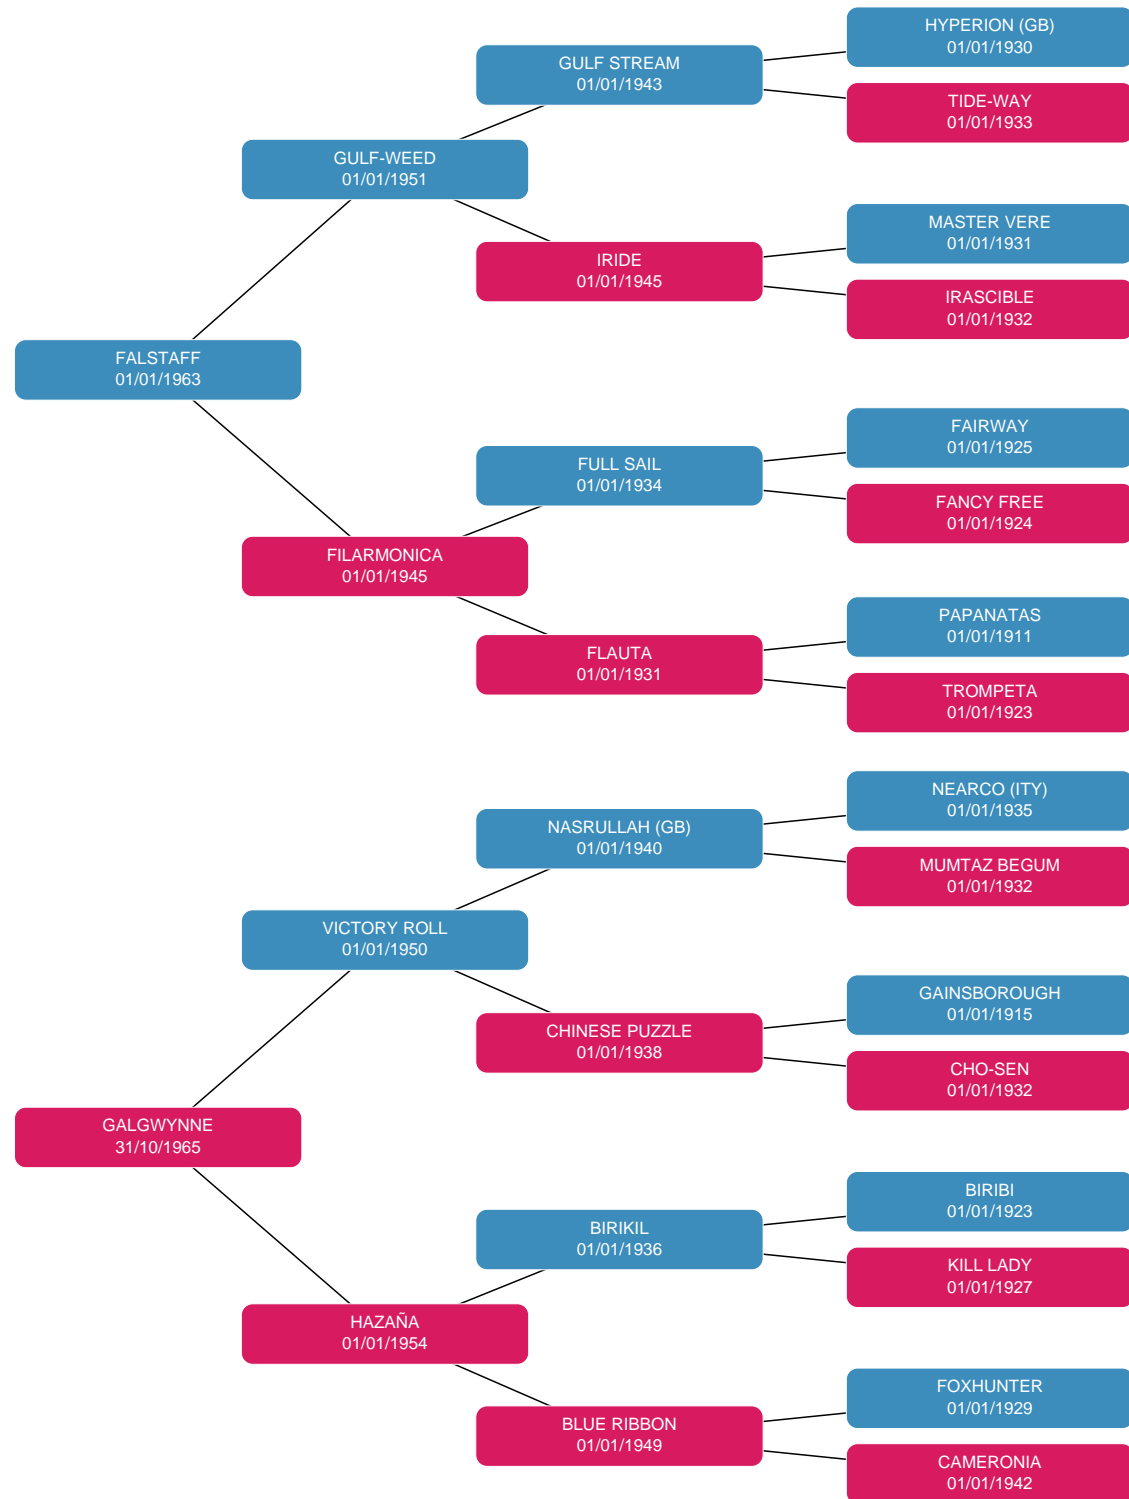 HYPERION (GB)
01/01/1930
GULF STREAM
01/01/1943
TIDE-WAY
01/01/1933
GULF-WEED
01/01/1951
MASTER VERE
01/01/1931
IRIDE
01/01/1945
IRASCIBLE
01/01/1932
FALSTAFF
01/01/1963
FAIRWAY
01/01/1925
FULL SAIL
01/01/1934
FANCY FREE
01/01/1924
FILARMONICA
01/01/1945
PAPANATAS
01/01/1911
FLAUTA
01/01/1931
TROMPETA
01/01/1923
NEARCO (ITY)
01/01/1935
NASRULLAH (GB)
01/01/1940
MUMTAZ BEGUM
01/01/1932
VICTORY ROLL
01/01/1950
GAINSBOROUGH
01/01/1915
CHINESE PUZZLE
01/01/1938
CHO-SEN
01/01/1932
GALGWYNNE
31/10/1965
BIRIBI
01/01/1923
BIRIKIL
01/01/1936
KILL LADY
01/01/1927
HAZAÑA
01/01/1954
FOXHUNTER
01/01/1929
BLUE RIBBON
01/01/1949
CAMERONIA
01/01/1942